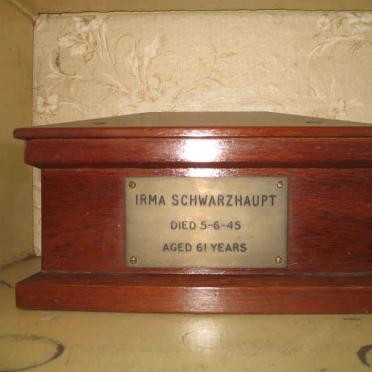 IRMA SCHWARZHAUPT
DIED 5-6-45
AGED 61 YEARS